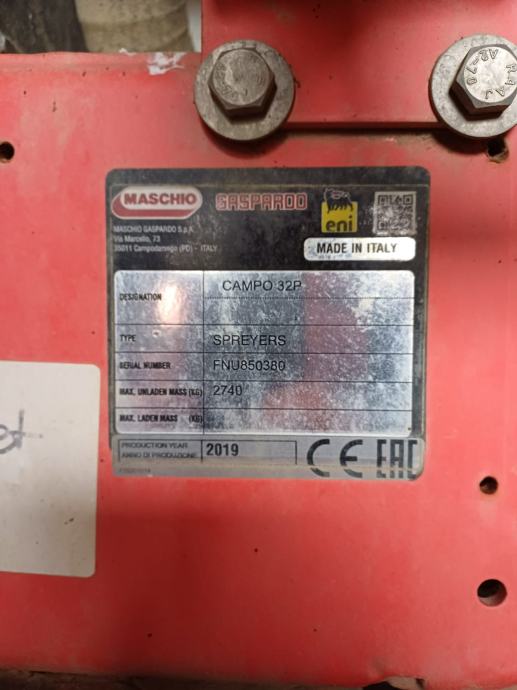 MASCHIO
GASPARDO
eni
MASCHIO GASPARDO S.p.A.
Via Marcello, 73
35011 Campodarsego (PD) - ITALY
MADE IN ITALY
DESIGNATION
CAMPO 32P
TYPE
SPREYERS
SERIAL NUMBER
FNU850380
MAX. UNLADEN MASS (KG)
2740
MAX. LADEN MASS (KG)
PRODUCTION YEAR
ANNO DI PRODUZIONE
2019
CE EAC
A2-70